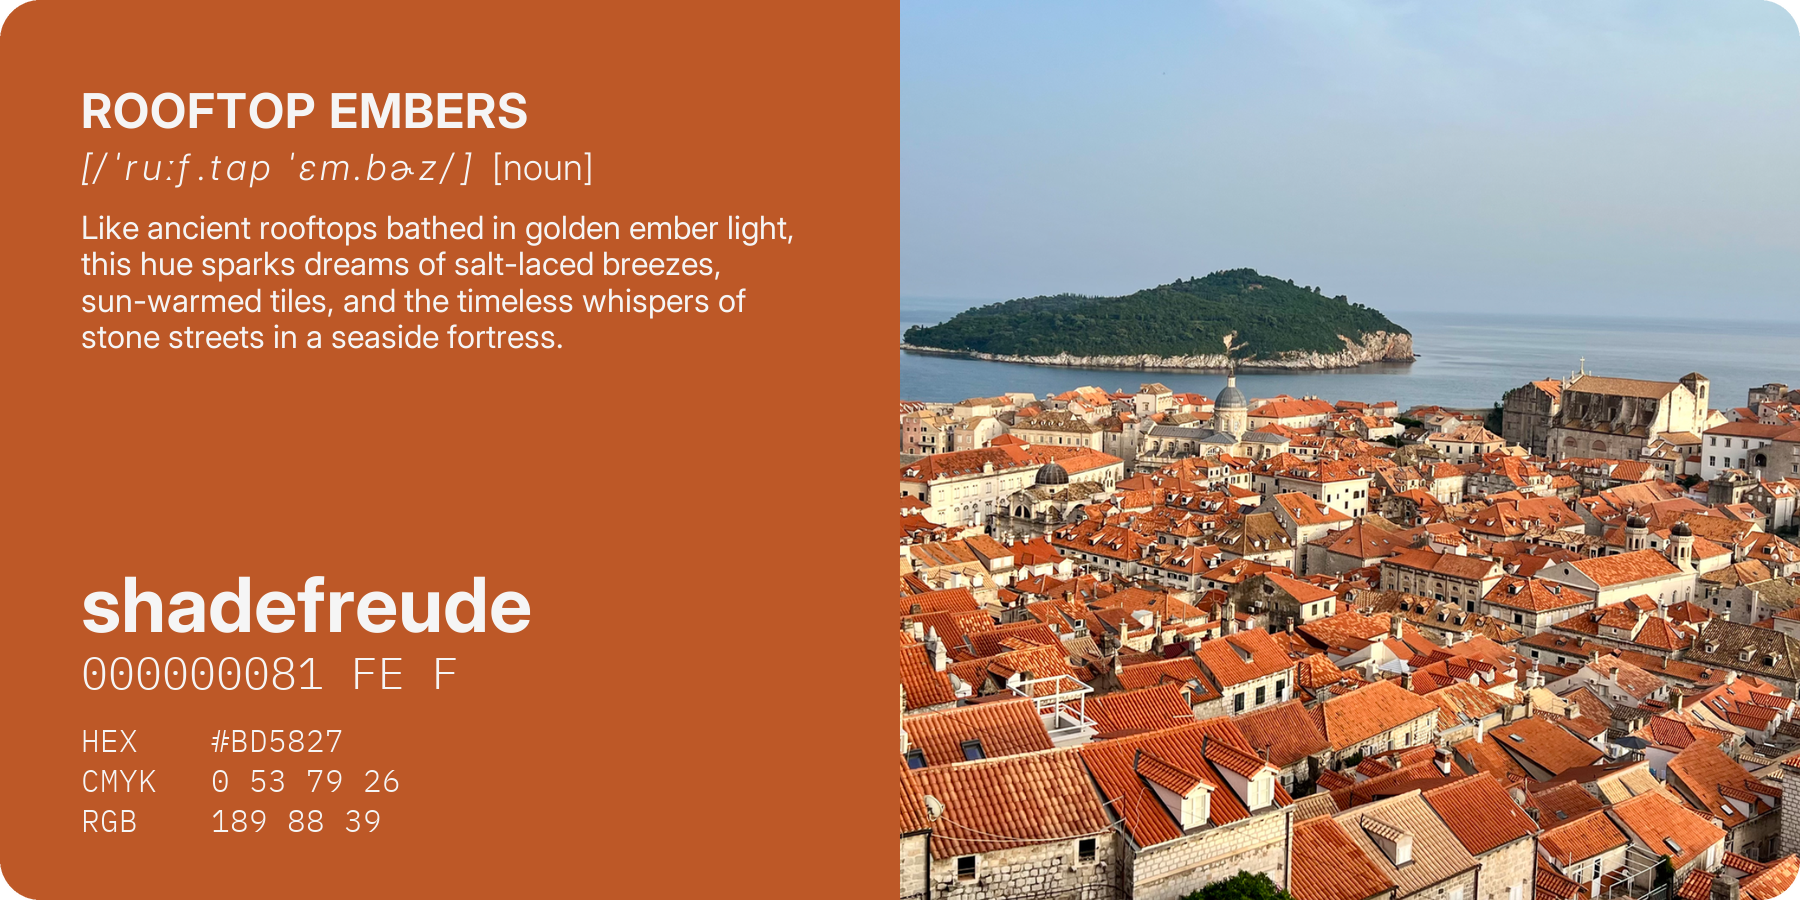 ROOFTOP EMBERS
[/ˈruːf.tɑp ˈɛm.bɚz/] [noun]
Like ancient rooftops bathed in golden ember light,
this hue sparks dreams of salt-laced breezes,
sun-warmed tiles, and the timeless whispers of
stone streets in a seaside fortress.
shadefreude
000000081 FE F
HEX #BD5827
CMYK 0 53 79 26
RGB 189 88 39